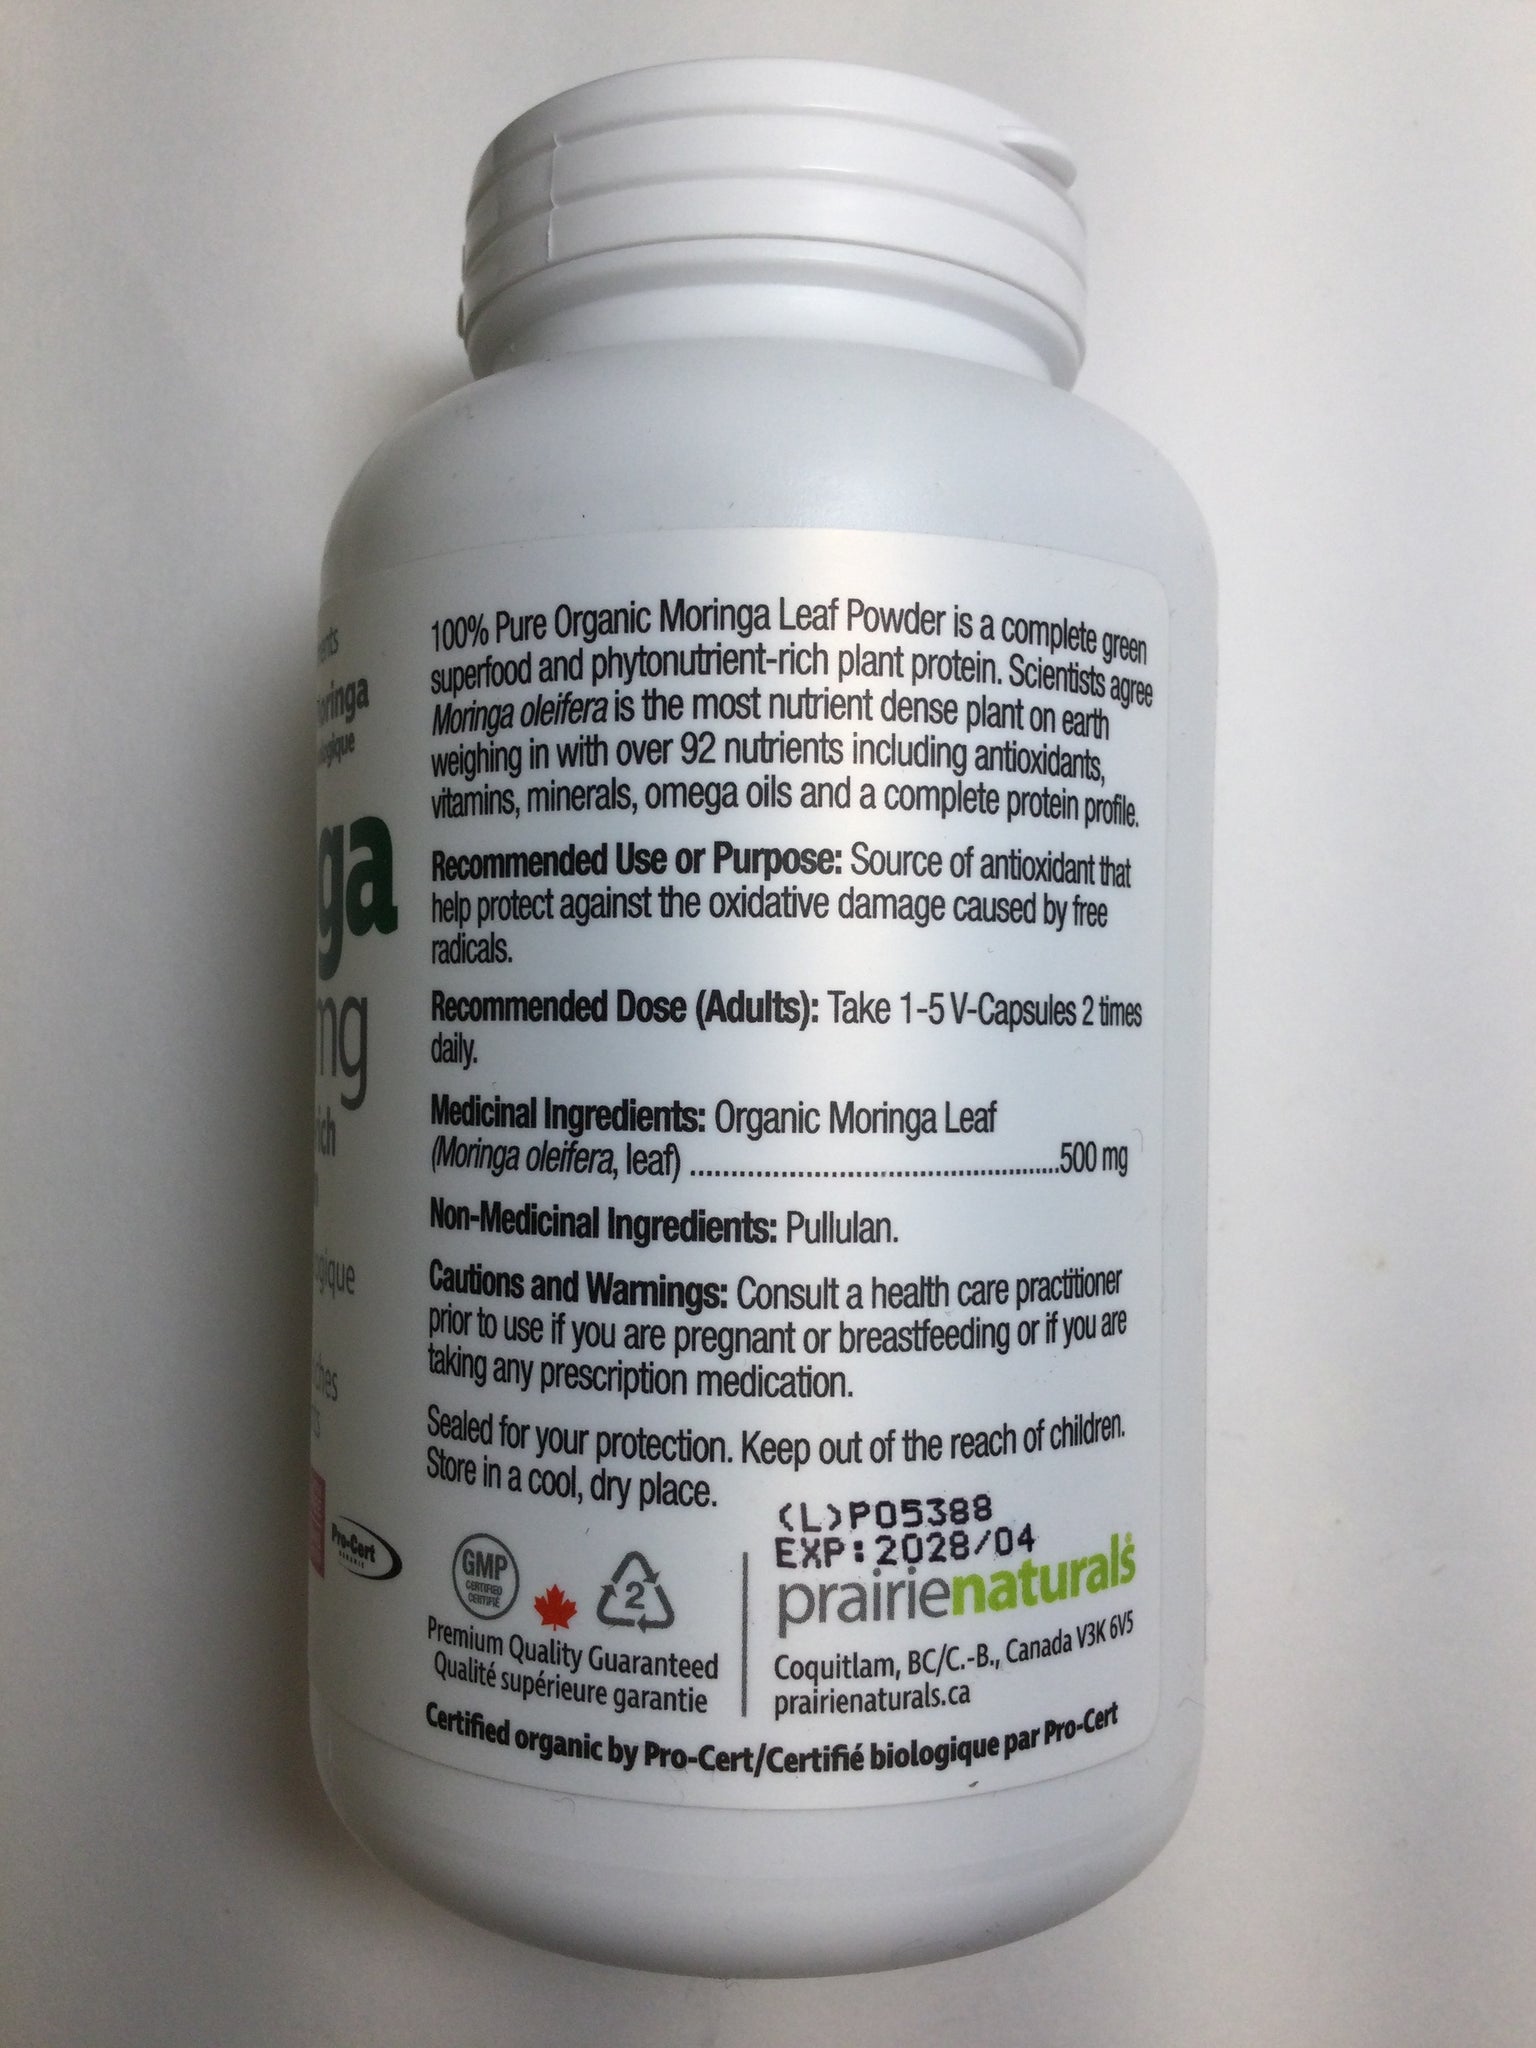 100% Pure Organic Moringa Leaf Powder is a complete green
superfood and phytonutrient-rich plant protein. Scientists agree
Moringa oleifera is the most nutrient dense plant on earth
weighing in with over 92 nutrients including antioxidants,
vitamins, minerals, omega oils and a complete protein profile.
Recommended Use or Purpose: Source of antioxidant that
help protect against the oxidative damage caused by free
radicals.
Recommended Dose (Adults): Take 1-5 V-Capsules 2 times
daily.
Medicinal Ingredients: Organic Moringa Leaf
(Moringa oleifera, leaf) ............................................500 mg
Non-Medicinal Ingredients: Pullulan.
Cautions and Warnings: Consult a health care practitioner
prior to use if you are pregnant or breastfeeding or if you are
taking any prescription medication.
Sealed for your protection. Keep out of the reach of children.
Store in a cool, dry place.
(L)P05388
EXP:2028/04
GMP
CERTIFIED
CERTIFIÉ
2
Premium Quality Guaranteed
Qualité supérieure garantie
prairienaturals
Coquitlam, BC/C.-B., Canada V3K 6V5
prairienaturals.ca
Certified organic by Pro-Cert/Certifié biologique par Pro-Cert
ga
mg
Pro-Cert